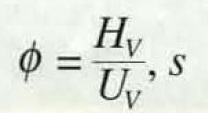 ϕ = H_V / U_V, s